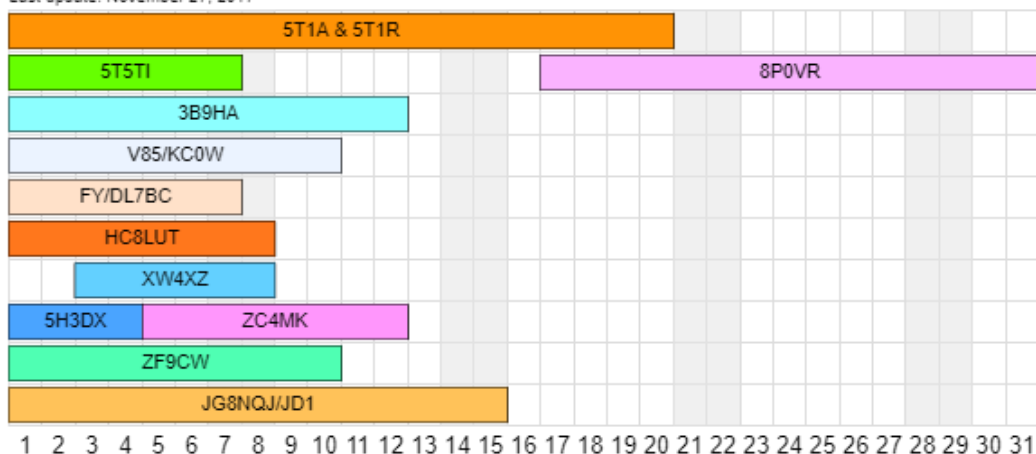 5T1A & 5T1R
5T5TI 8P0VR
3B9HA
V85/KC0W
FY/DL7BC
HC8LUT
XW4XZ
5H3DX ZC4MK
ZF9CW
JG8NQJ/JD1
1 2 3 4 5 6 7 8 9 10 11 12 13 14 15 16 17 18 19 20 21 22 23 24 25 26 27 28 29 30 31